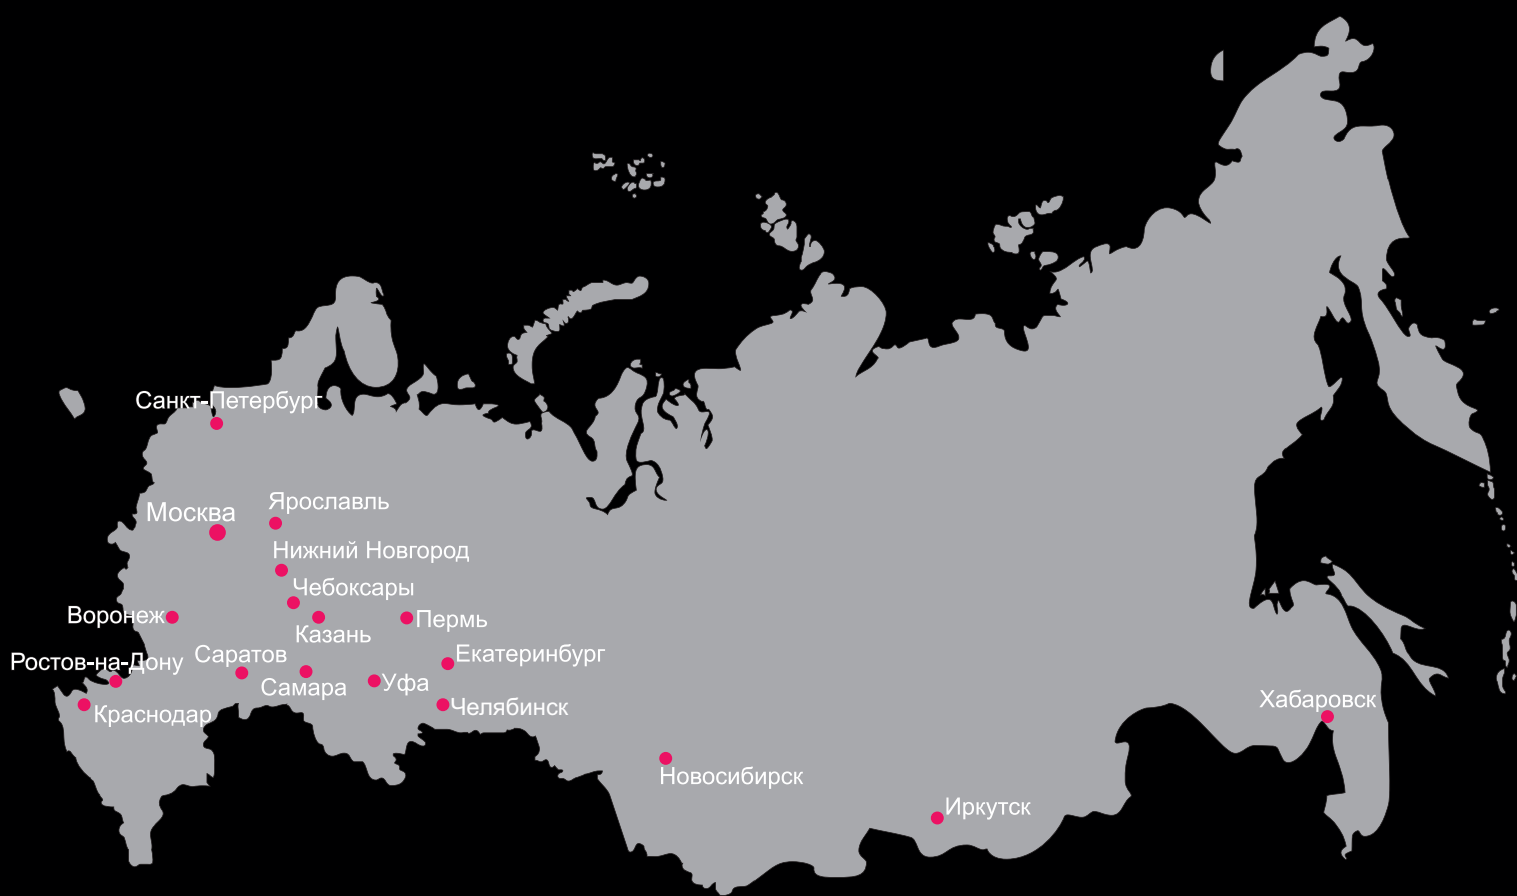 Санкт-Петербург
Ярославль
Москва
Нижний Новгород
Чебоксары
Воронеж
Пермь
Казань
Саратов
Екатеринбург
Ростов-на-Дону
Уфа
Самара
Хабаровск
Челябинск
Краснодар
Новосибирск
Иркутск